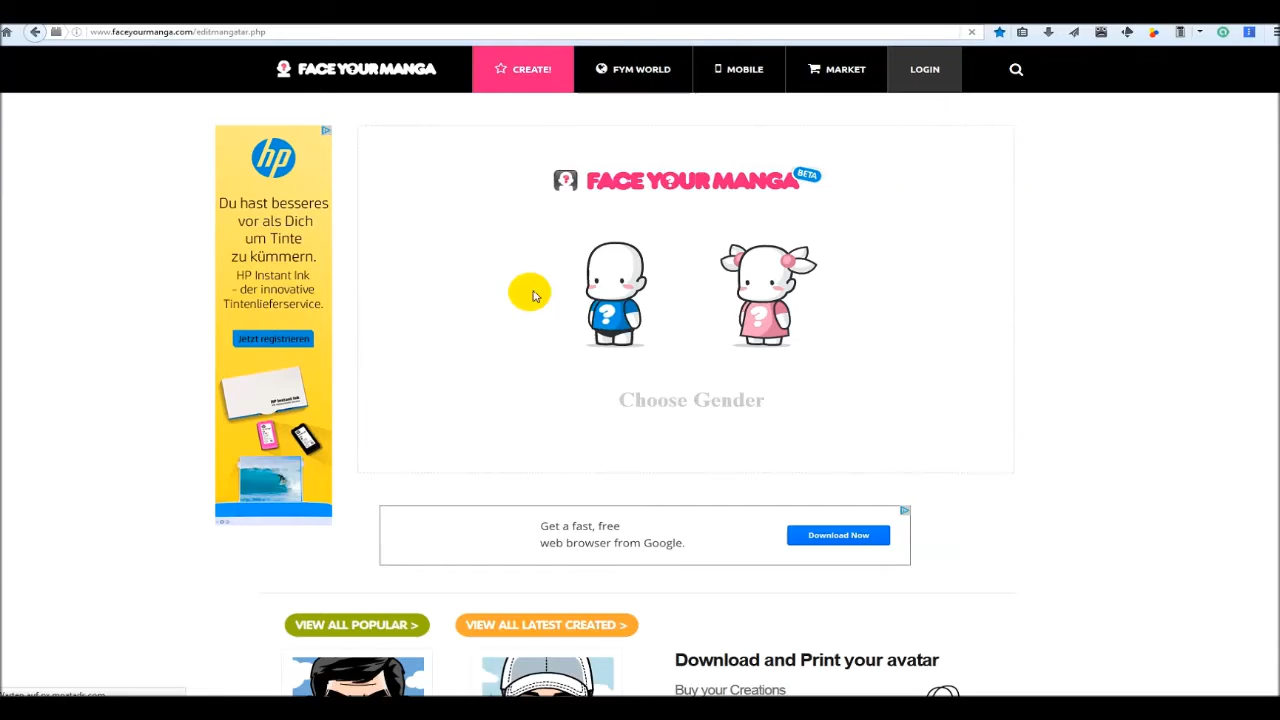 www.faceyourmanga.com/editmangatar.php
FACE YOUR MANGA
CREATE!
FYM WORLD
MOBILE
MARKET
LOGIN
hp
Du hast besseres
vor als Dich
um Tinte
zu kümmern.
HP Instant Ink
- der innovative
Tintenlieferservice.
Jetzt registrieren
FACE YOUR MANGA
BETA
?
?
Choose Gender
Get a fast, free
web browser from Google.
Download Now
VIEW ALL POPULAR >
VIEW ALL LATEST CREATED >
Download and Print your avatar
Buy your Creations